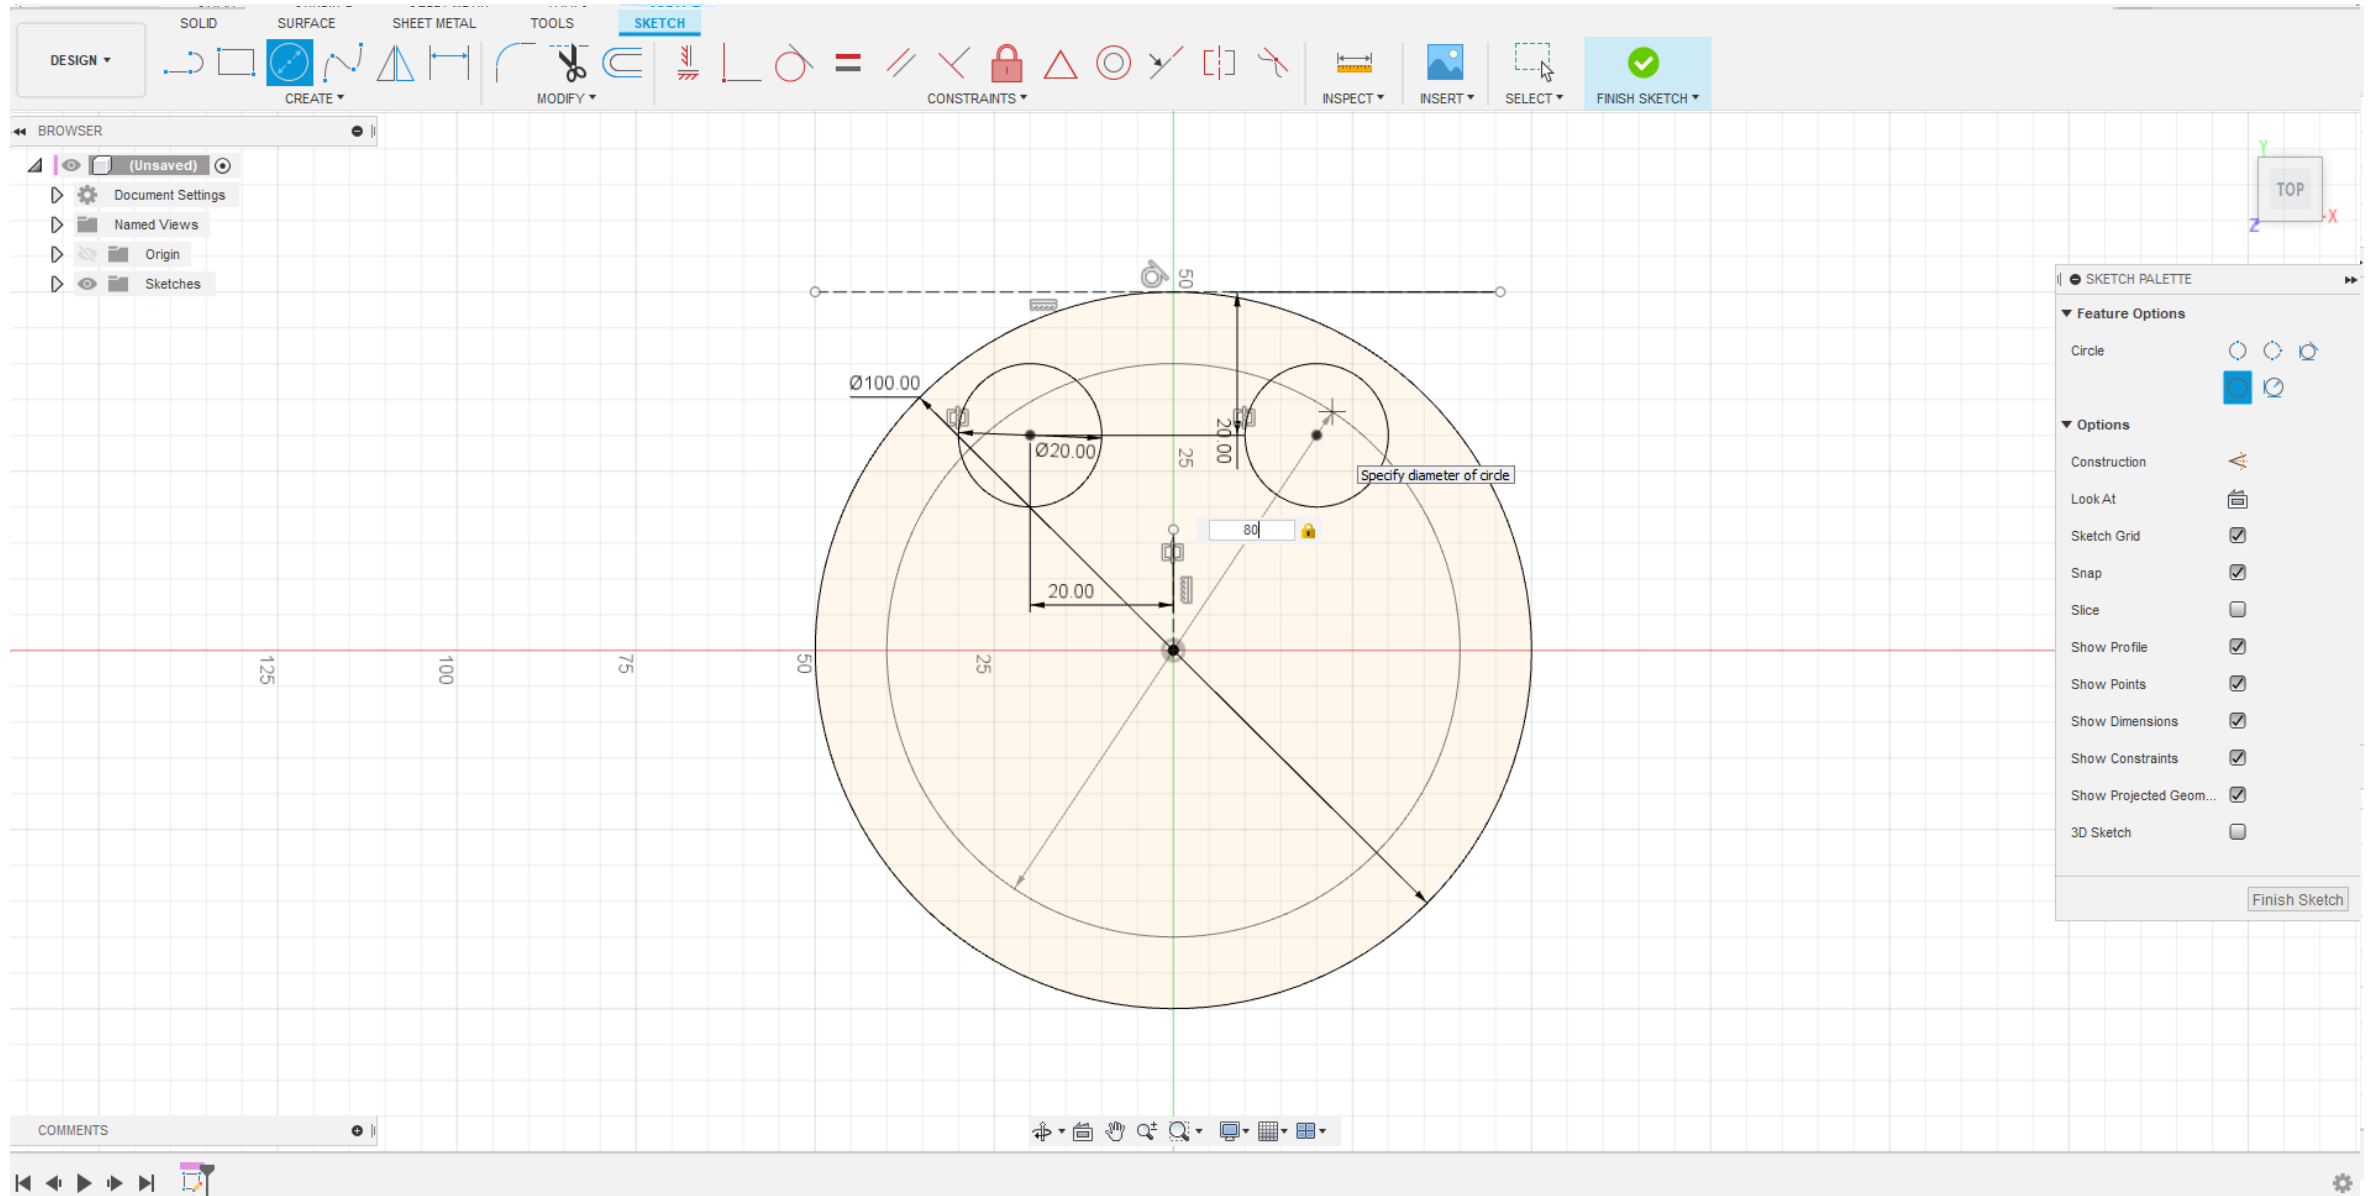 SOLID SURFACE SHEET METAL TOOLS SKETCH
DESIGN ▾
CREATE ▾ MODIFY ▾ CONSTRAINTS ▾ INSPECT ▾ INSERT ▾ SELECT ▾ FINISH SKETCH ▾
BROWSER
(Unsaved)
Document Settings
Named Views
Origin
Sketches
Y
TOP
X
Z
50
Ø100.00
Ø20.00
20.00
25
Specify diameter of circle
80
20.00
125
100
75
50
25
SKETCH PALETTE
Feature Options
Circle
Options
Construction
Look At
Sketch Grid
Snap
Slice
Show Profile
Show Points
Show Dimensions
Show Constraints
Show Projected Geom...
3D Sketch
Finish Sketch
COMMENTS